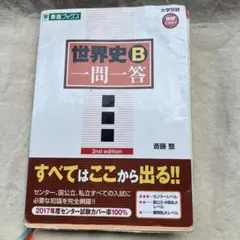 東進ブックス
大学受験
世界史B
一問一答
2nd edition
斎藤 整
すべてはここから出る!!
センター、国公立、私立すべての入試に
必要な知識を完全網羅!!
2017年度センター試験カバー率100%